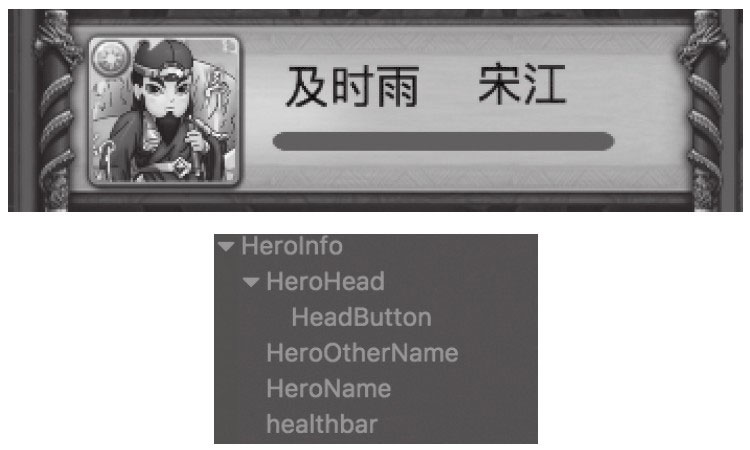 及时雨 宋江
HeroInfo
HeroHead
HeadButton
HeroOtherName
HeroName
healthbar